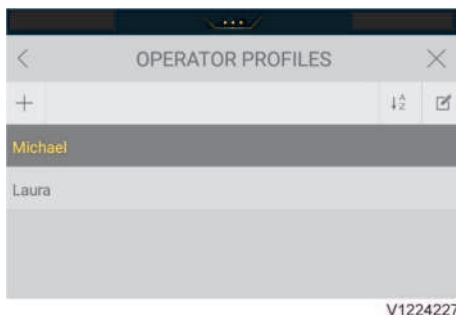 OPERATOR PROFILES
A
Z
Michael
Laura
V1224227